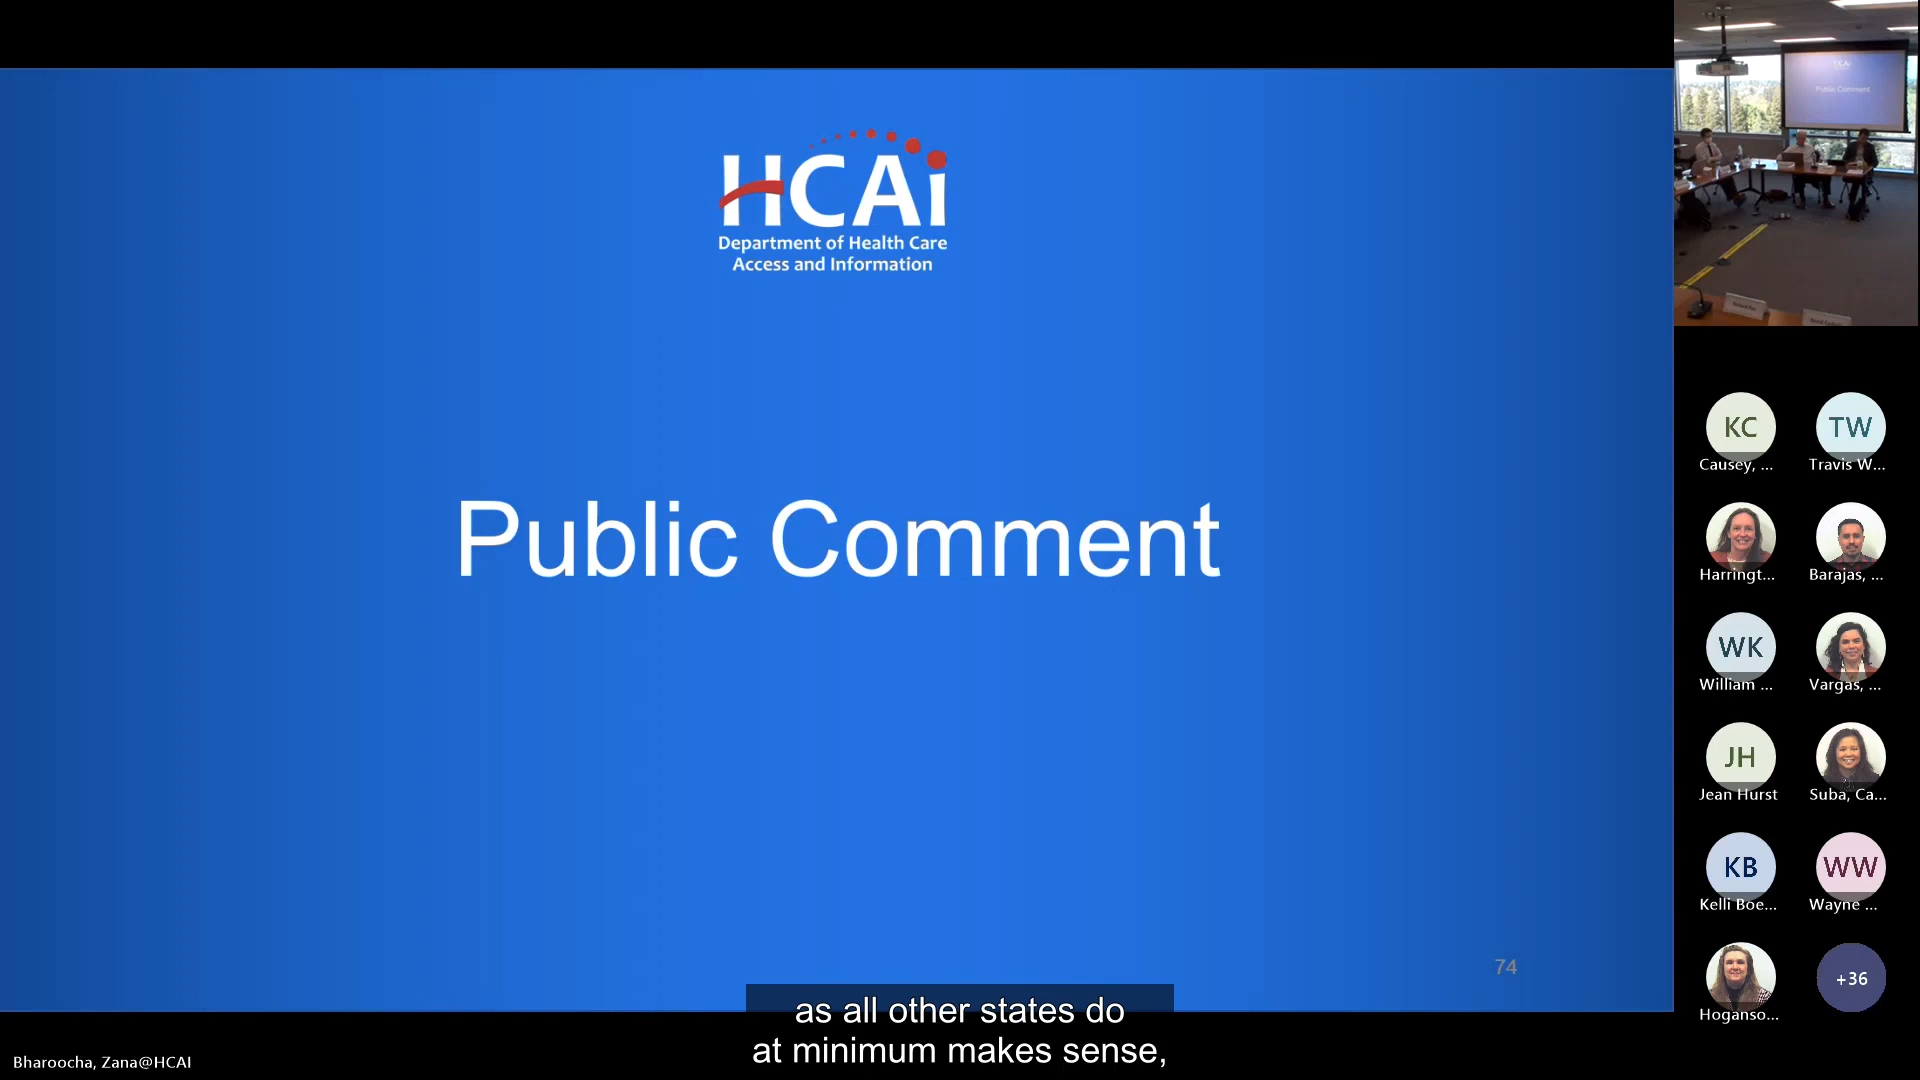 HCAi
Department of Health Care
Access and Information
Public Comment
74
as all other states do
at minimum makes sense,
Bharoocha, Zana@HCAI
Public Comment
KC
TW
Causey, ...
Travis W...
Harringt...
Barajas, ...
WK
William ...
Vargas, ...
JH
Jean Hurst
Suba, Ca...
KB
WW
Kelli Boe...
Wayne ...
+36
Hoganso...